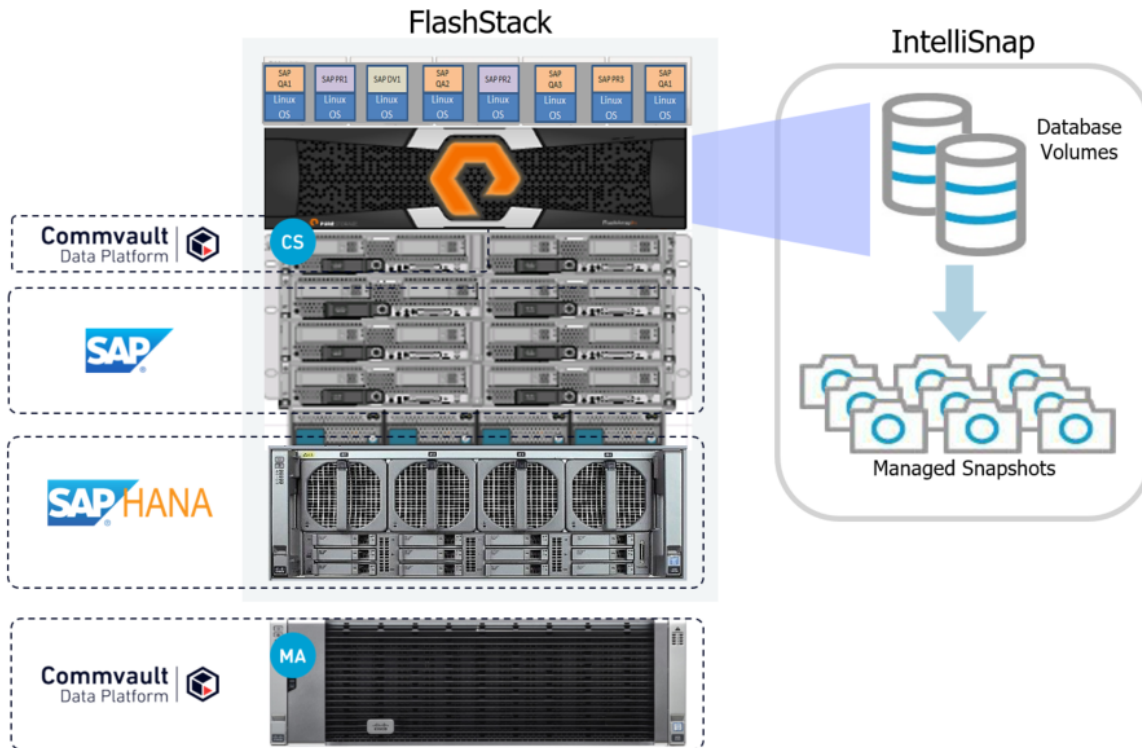 FlashStack
IntelliSnap
SAP QA1
SAP PR1
SAP DV1
SAP QA2
SAP PR2
SAP QA3
SAP PR3
SAP QA1
Linux OS
Linux OS
Linux OS
Linux OS
Linux OS
Linux OS
Linux OS
Linux OS
Database
Volumes
Commvault
Data Platform
CS
SAP
SAP HANA
Managed Snapshots
MA
Commvault
Data Platform